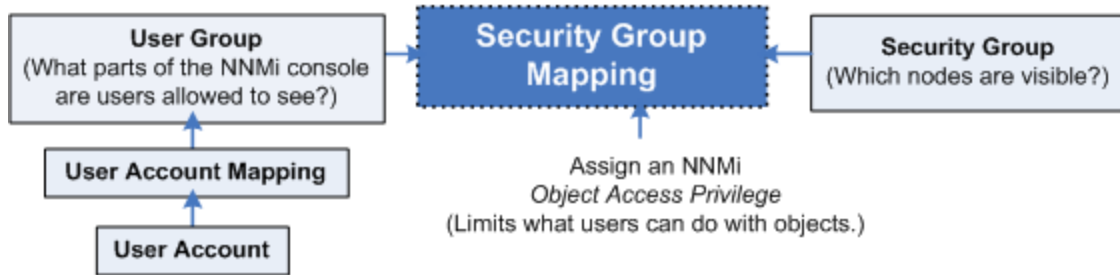 User Group
(What parts of the NNMi console
are users allowed to see?)
Security Group
Mapping
Security Group
(Which nodes are visible?)
User Account Mapping
User Account
Assign an NNMi
Object Access Privilege
(Limits what users can do with objects.)